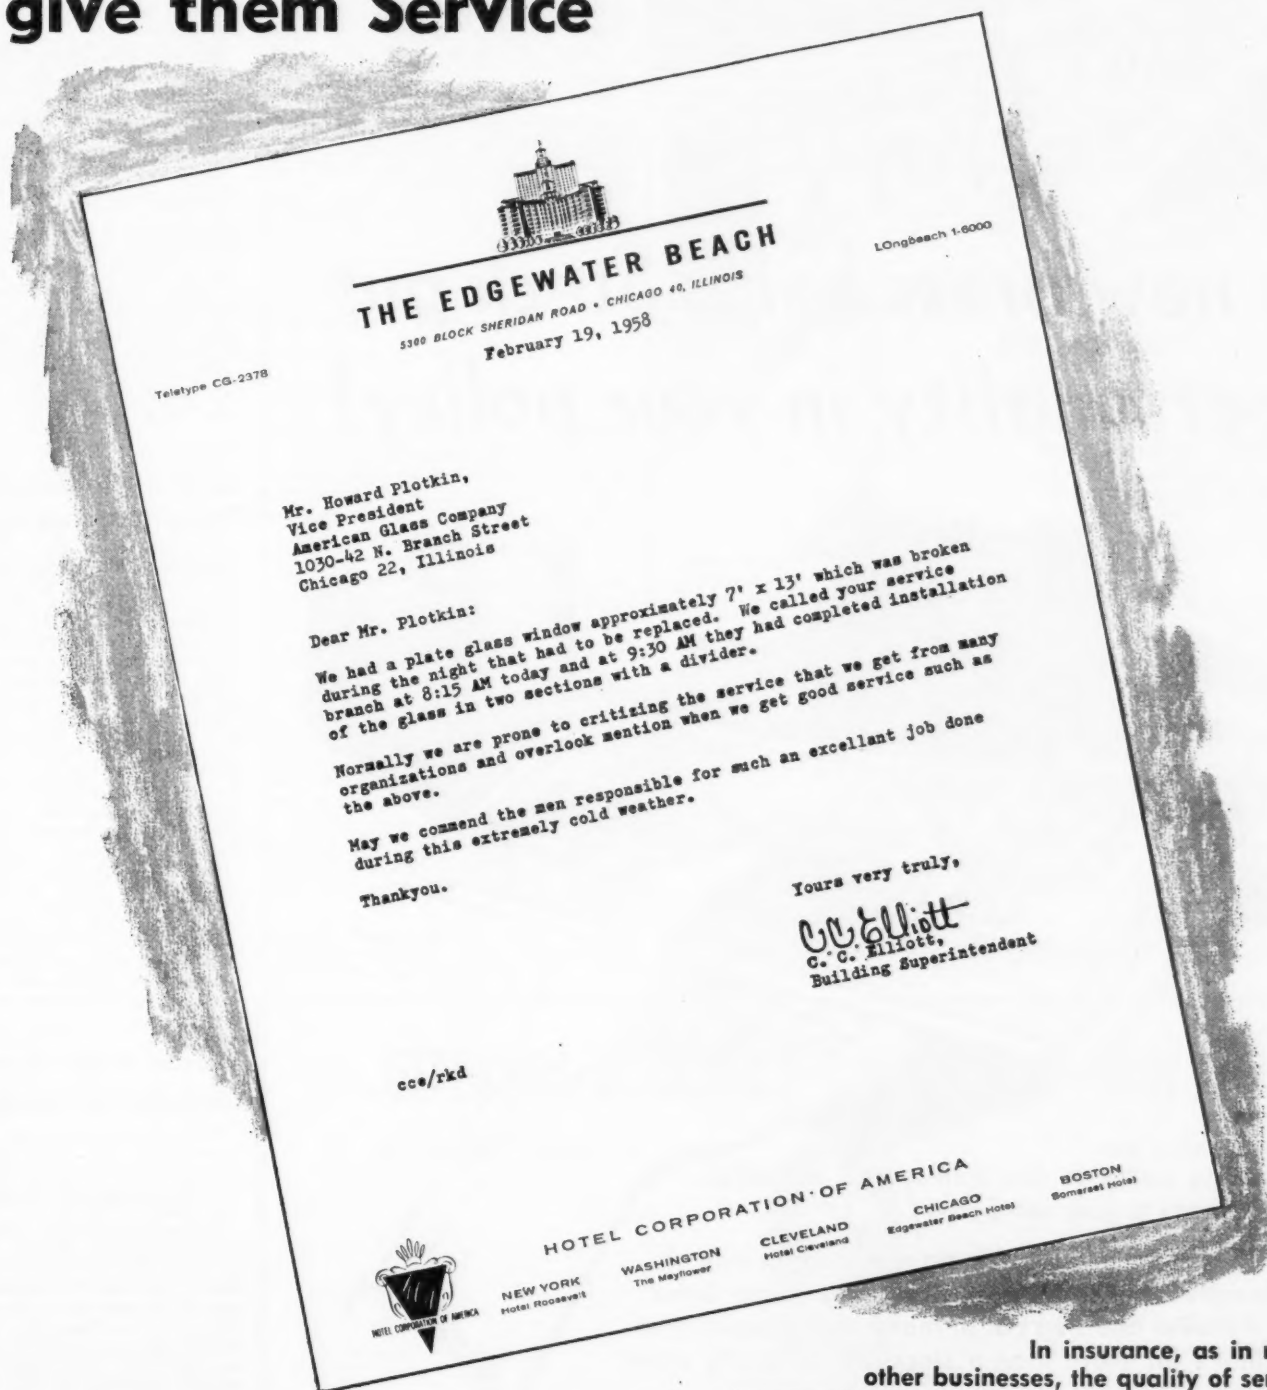 give them Service
THE EDGEWATER BEACH
5300 BLOCK SHERIDAN ROAD • CHICAGO 40, ILLINOIS
LOngbeach 1-6000
February 19, 1958
Teletype CG-2378
Mr. Howard Plotkin,
Vice President
American Glass Company
1030-42 N. Branch Street
Chicago 22, Illinois
Dear Mr. Plotkin:
We had a plate glass window approximately 7' x 13' which was broken
during the night that had to be replaced. We called your service
branch at 8:15 AM today and at 9:30 AM they had completed installation
of the glass in two sections with a divider.
Normally we are prone to critizing the service that we get from many
organizations and overlook mention when we get good service such as
the above.
May we commend the men responsible for such an excellant job done
during this extremely cold weather.
Thankyou.
Yours very truly,
CC Elliott
C. C. Elliott,
Building Superintendent
cce/rkd
HOTEL CORPORATION OF AMERICA
HOTEL CORPORATION OF AMERICA
NEW YORK
Hotel Roosevelt
WASHINGTON
The Mayflower
CLEVELAND
Hotel Cleveland
CHICAGO
Edgewater Beach Hotel
BOSTON
Somerset Hotel
In insurance, as in
other businesses, the quality of